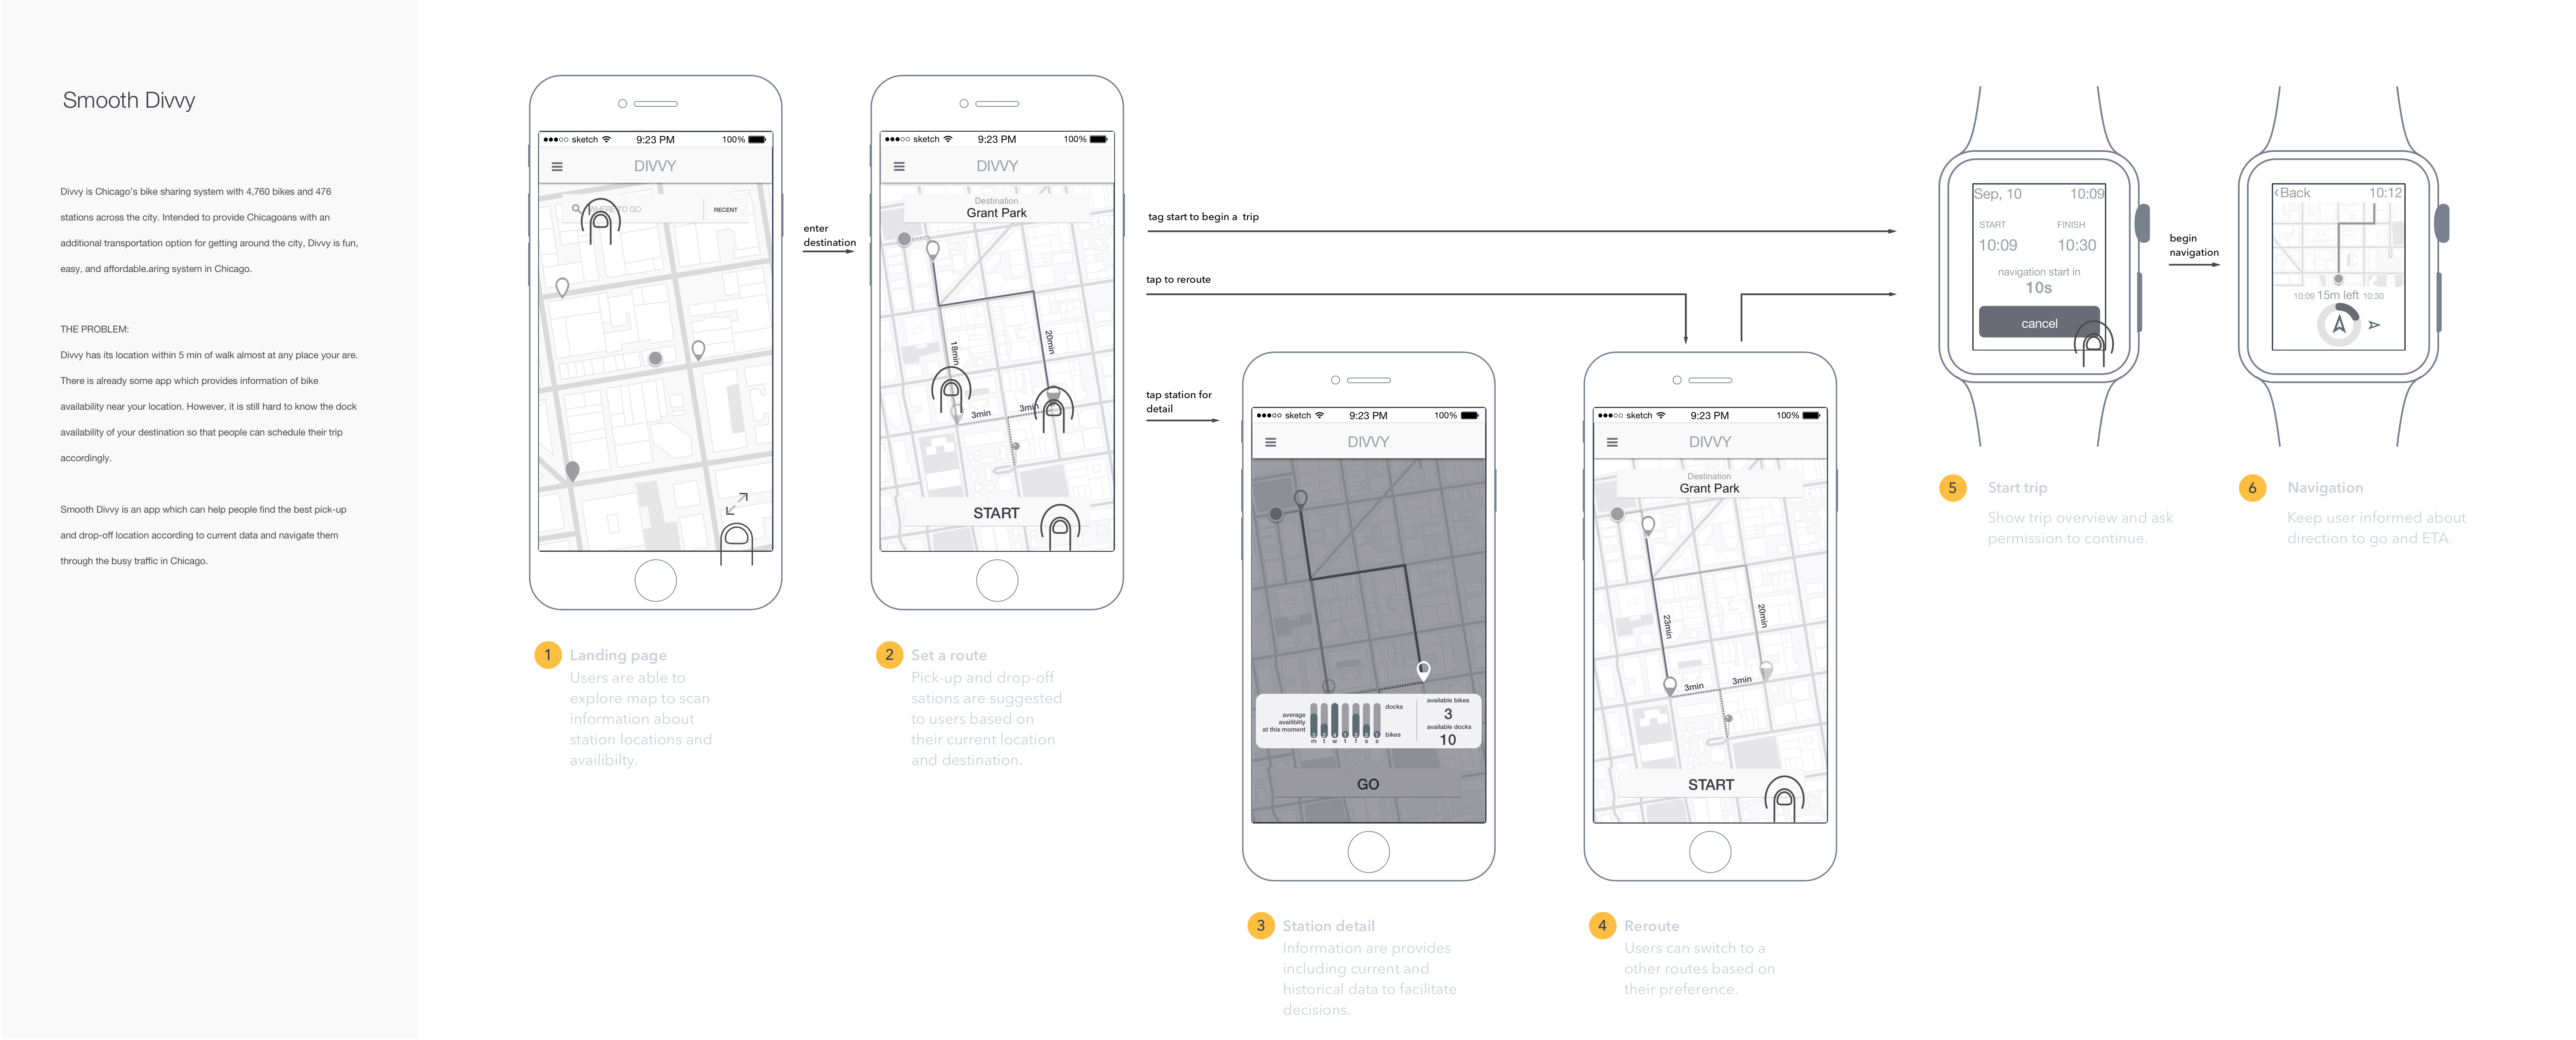 Smooth Divvy
Divvy is Chicago's bike sharing system with 4,760 bikes and 476
stations across the city. Intended to provide Chicagoans with an
additional transportation option for getting around the city, Divvy is fun,
easy, and affordable.aring system in Chicago.
THE PROBLEM:
Divvy has its location within 5 min of walk almost at any place your are.
There is already some app which provides information of bike
availability near your location. However, it is still hard to know the dock
availability of your destination so that people can schedule their trip
accordingly.
Smooth Divvy is an app which can help people find the best pick-up
and drop-off location according to current data and navigate them
through the busy traffic in Chicago.
sketch 9:23 PM 100%
DIVVY
WHERE TO GO RECENT
1 Landing page
Users are able to
explore map to scan
information about
station locations and
availibilty.
enter
destination
sketch 9:23 PM 100%
DIVVY
Destination
Grant Park
18min
20min
3min
3min
START
2 Set a route
Pick-up and drop-off
sations are suggested
to users based on
their current location
and destination.
tag start to begin a trip
tap to reroute
tap station for
detail
sketch 9:23 PM 100%
DIVVY
average
availiblity
at this moment
docks
bikes
m t w t f s s
available bikes
3
available docks
10
GO
3 Station detail
Information are provides
including current and
historical data to facilitate
decisions.
sketch 9:23 PM 100%
DIVVY
Destination
Grant Park
23min
20min
3min
3min
START
4 Reroute
Users can switch to a
other routes based on
their preference.
Sep, 10 10:09
START FINISH
10:09 10:30
navigation start in
10s
cancel
5 Start trip
Show trip overview and ask
permission to continue.
begin
navigation
‹Back 10:12
10:09 15m left 10:30
6 Navigation
Keep user informed about
direction to go and ETA.